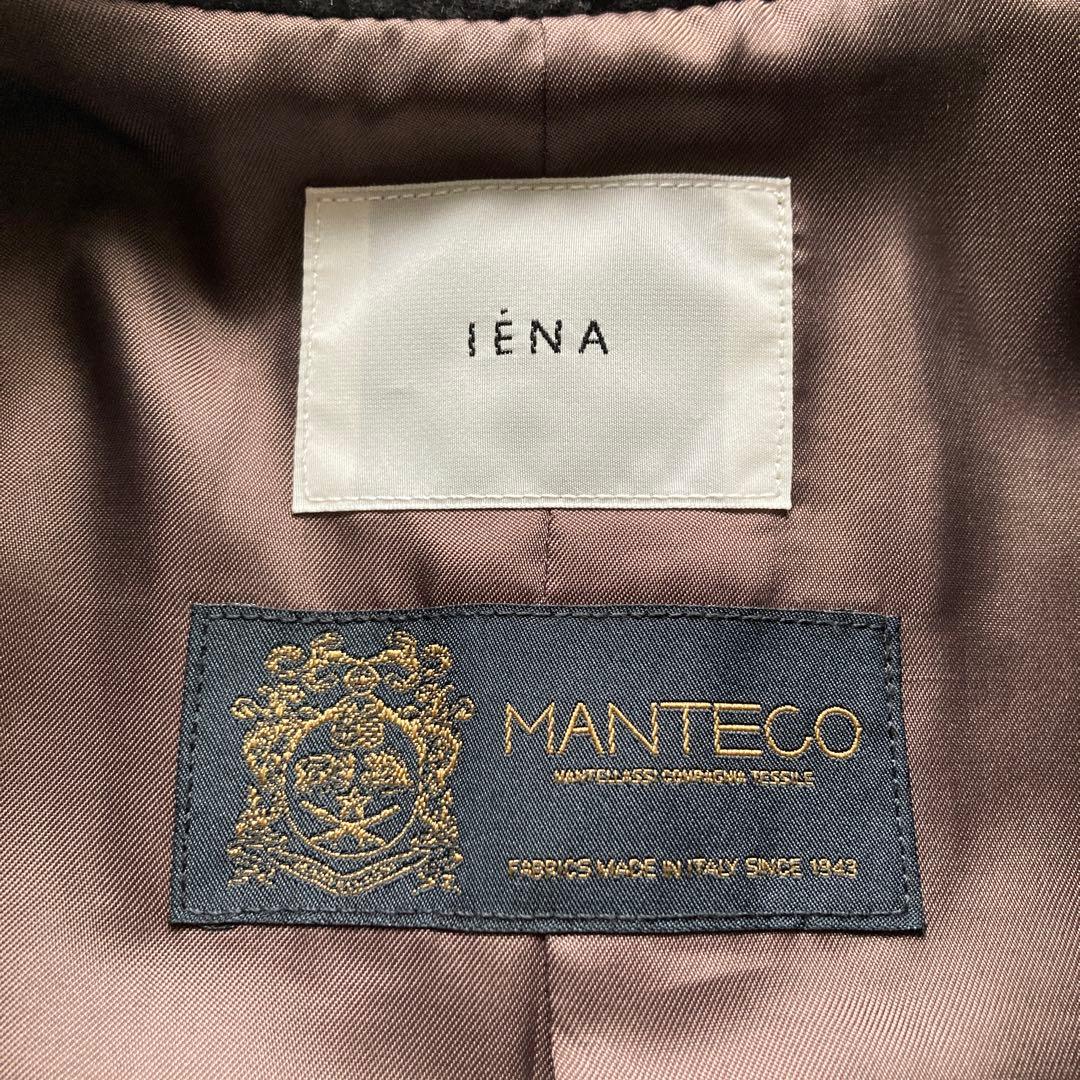 IÉNA
MANTECO
MANTELLASSI COMPAGNIA TESSILE
FABRICS MADE IN ITALY SINCE 1943